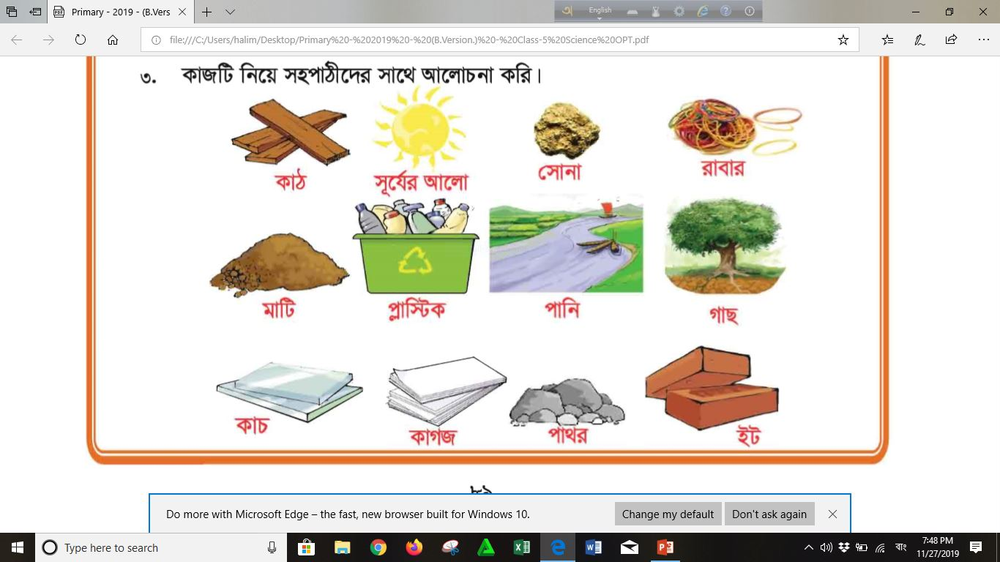 Primary - 2019 - (B.Vers
English
file:///C:/Users/halim/Desktop/Primary%20-%202019%20-%20(B.Version.)%20-%20Class-5%20Science%20OPT.pdf
৩. কাজটি নিয়ে সহপাঠীদের সাথে আলোচনা করি।
কাঠ সূর্যের আলো সোনা রাবার
মাটি প্লাস্টিক পানি গাছ
কাচ কাগজ পাথর ইট
Do more with Microsoft Edge – the fast, new browser built for Windows 10. Change my default Don't ask again
Type here to search
বাং
7:48 PM
11/27/2019